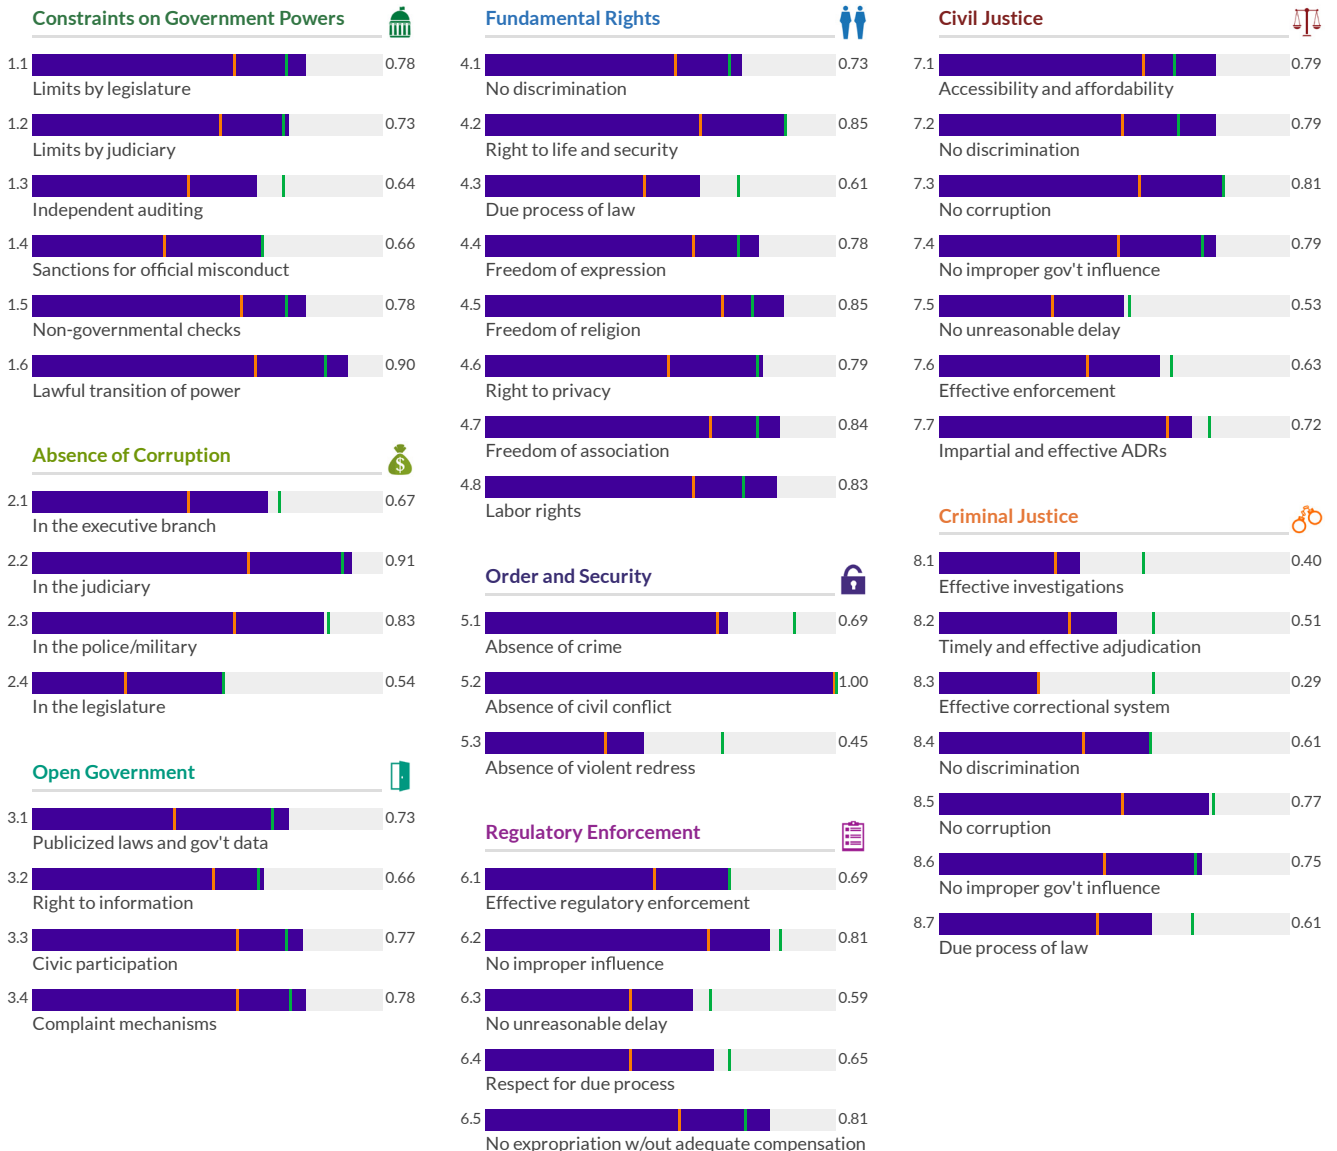 Constraints on Government Powers
1.1 0.78
Limits by legislature
1.2 0.73
Limits by judiciary
1.3 0.64
Independent auditing
1.4 0.66
Sanctions for official misconduct
1.5 0.78
Non-governmental checks
1.6 0.90
Lawful transition of power
Absence of Corruption
$
2.1 0.67
In the executive branch
2.2 0.91
In the judiciary
2.3 0.83
In the police/military
2.4 0.54
In the legislature
Open Government
3.1 0.73
Publicized laws and gov't data
3.2 0.66
Right to information
3.3 0.77
Civic participation
3.4 0.78
Complaint mechanisms
Fundamental Rights
4.1 0.73
No discrimination
4.2 0.85
Right to life and security
4.3 0.61
Due process of law
4.4 0.78
Freedom of expression
4.5 0.85
Freedom of religion
4.6 0.79
Right to privacy
4.7 0.84
Freedom of association
4.8 0.83
Labor rights
Order and Security
5.1 0.69
Absence of crime
5.2 1.00
Absence of civil conflict
5.3 0.45
Absence of violent redress
Regulatory Enforcement
6.1 0.69
Effective regulatory enforcement
6.2 0.81
No improper influence
6.3 0.59
No unreasonable delay
6.4 0.65
Respect for due process
6.5 0.81
No expropriation w/out adequate compensation
Civil Justice
7.1 0.79
Accessibility and affordability
7.2 0.79
No discrimination
7.3 0.81
No corruption
7.4 0.79
No improper gov't influence
7.5 0.53
No unreasonable delay
7.6 0.63
Effective enforcement
7.7 0.72
Impartial and effective ADRs
Criminal Justice
8.1 0.40
Effective investigations
8.2 0.51
Timely and effective adjudication
8.3 0.29
Effective correctional system
8.4 0.61
No discrimination
8.5 0.77
No corruption
8.6 0.75
No improper gov't influence
8.7 0.61
Due process of law